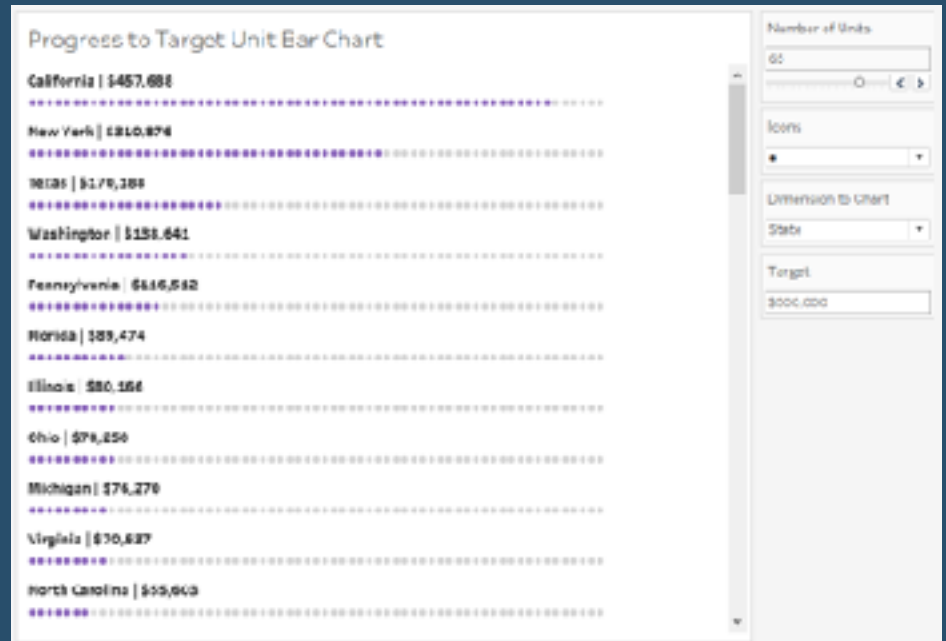 Progress to Target Unit Bar Chart
California | $457,688
New York | $310,876
Texas | $170,188
Washington | $138,641
Pennsylvania | $116,512
Florida | $89,474
Illinois | $80,166
Ohio | $78,258
Michigan | $76,270
Virginia | $70,637
North Carolina | $55,603
Number of Units
Icons
Dimension to Chart
State
Target